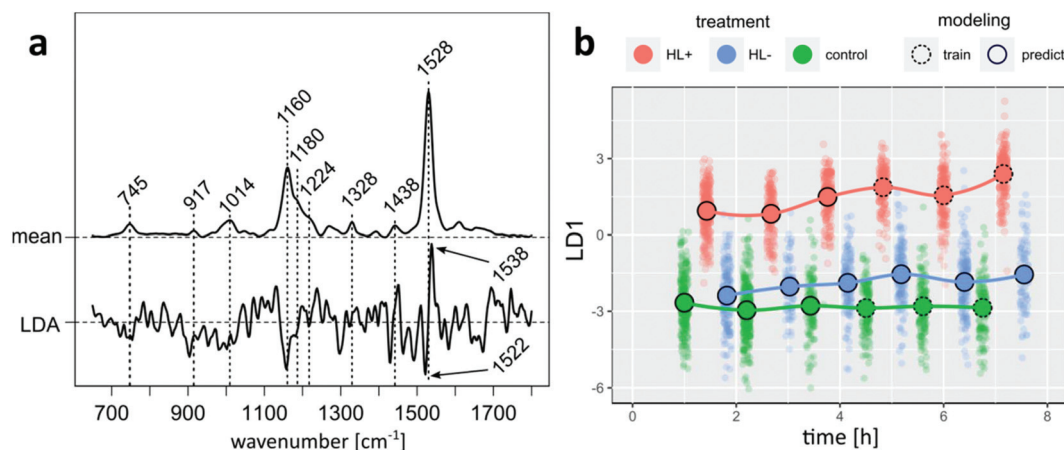 a
1528
1160
1180
1224
1328
1438
745
917
1014
mean
1538
LDA
1522
700 900 1100 1300 1500 1700
wavenumber [cm⁻¹]
b
treatment modeling
HL+ HL- control train predict
3
0
-3
-6
LD1
0 2 4 6 8
time [h]